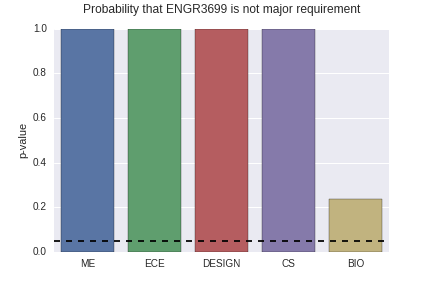 Probability that ENGR3699 is not major requirement
1.0
0.8
0.6
0.4
0.2
0.0
p-value
ME ECE DESIGN CS BIO